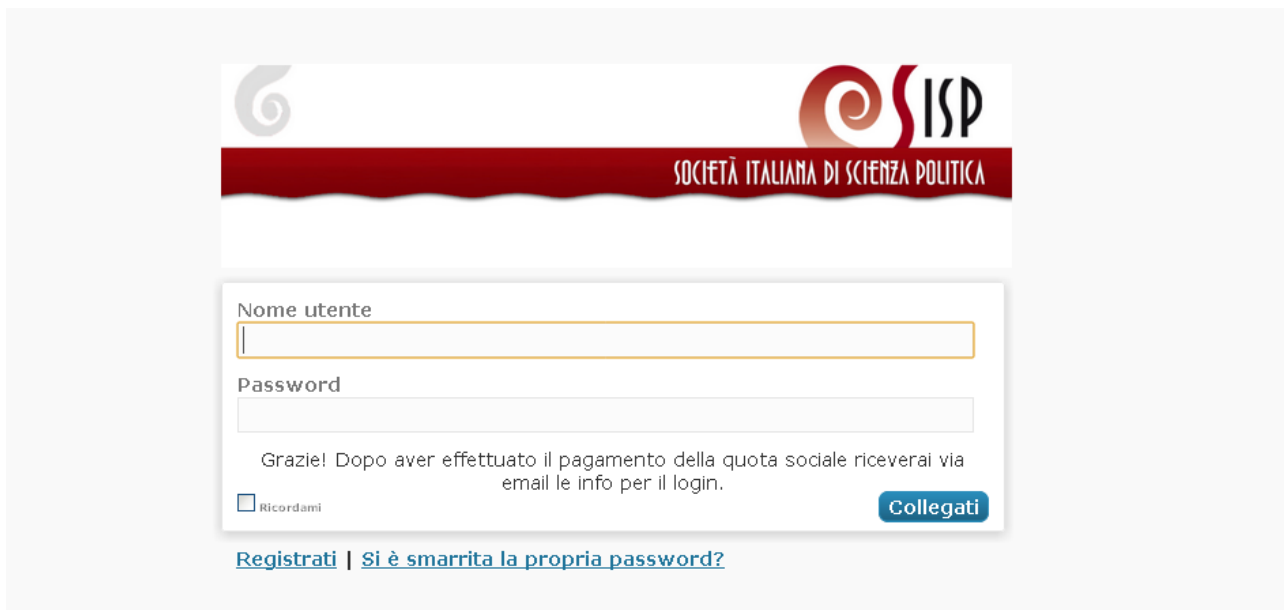 SISP
SOCIETÀ ITALIANA DI SCIENZA POLITICA
Nome utente
Password
Grazie! Dopo aver effettuato il pagamento della quota sociale riceverai via
email le info per il login.
Ricordami
Collegati
Registrati | Si è smarrita la propria password?